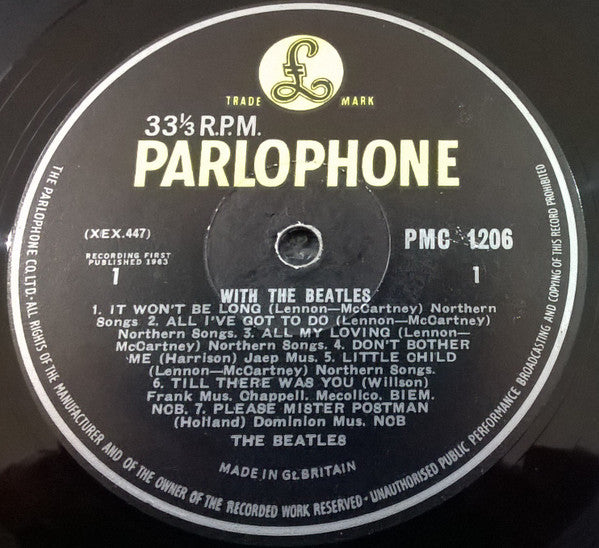 £
TRADE MARK
33⅓ R.P.M.
PARLOPHONE
(XEX.447)
PMC 1206
RECORDING FIRST
PUBLISHED 1963
1
1
WITH THE BEATLES
1. IT WON'T BE LONG (Lennon—McCartney) Northern
Songs 2. ALL I'VE GOT TO DO (Lennon—McCartney)
Northern Songs. 3. ALL MY LOVING (Lennon—
McCartney) Northern Songs. 4. DON'T BOTHER
ME (Harrison) Jaep Mus. 5. LITTLE CHILD
(Lennon—McCartney) Northern Songs.
6. TILL THERE WAS YOU (Willson)
Frank Mus. Chappell. Mecolico. BIEM.
NCB. 7. PLEASE MISTER POSTMAN
(Holland) Dominion Mus. NCB
THE BEATLES
MADE IN Gt. BRITAIN
THE PARLOPHONE CO. LTD. · ALL RIGHTS OF THE MANUFACTURER AND OF THE OWNER OF THE RECORDED WORK RESERVED · UNAUTHORISED PUBLIC PERFORMANCE BROADCASTING AND COPYING OF THIS RECORD PROHIBITED